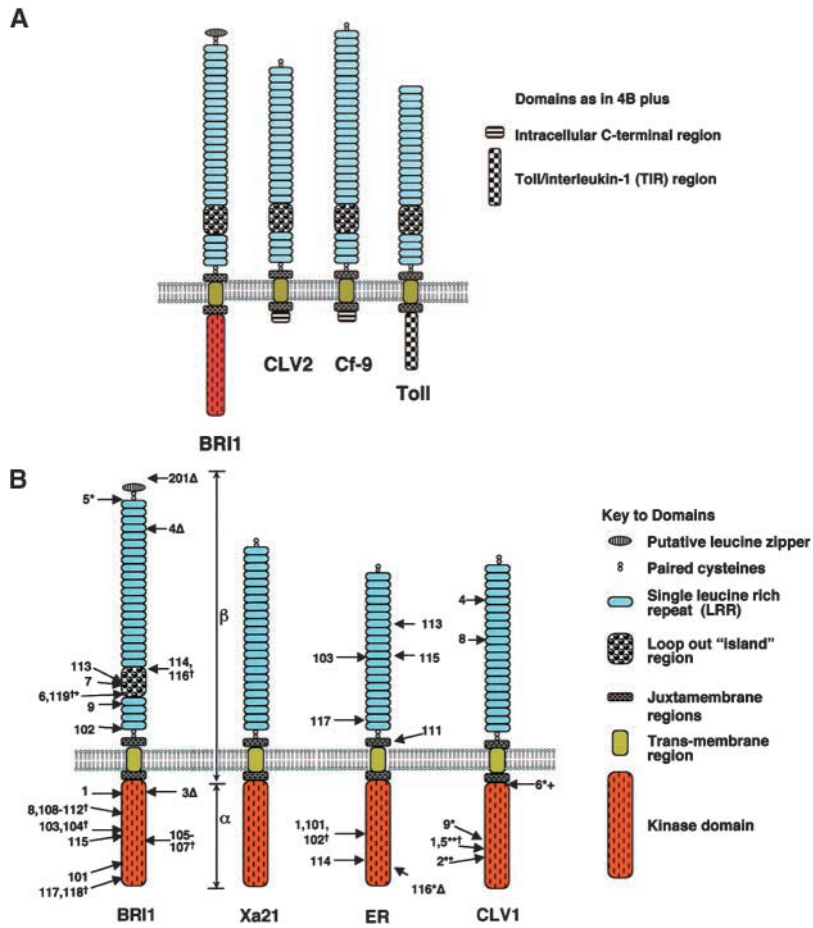 A
Domains as in 4B plus
Intracellular C-terminal region
Toll/interleukin-1 (TIR) region
CLV2
Cf-9
Toll
BRI1
B
201Δ
5*
4Δ
β
113
7
6,119†*
9
102
114,
116†
1
3Δ
8,108-112†
103,104†
115
105-
107†
101
117,118†
α
BRI1
Xa21
113
103
115
117
111
1,101,
102†
114
116*Δ
ER
4
8
6*+
9*
1,5**†
2**
CLV1
Key to Domains
Putative leucine zipper
Paired cysteines
Single leucine rich
repeat (LRR)
Loop out "island"
region
Juxtamembrane
regions
Trans-membrane
region
Kinase domain